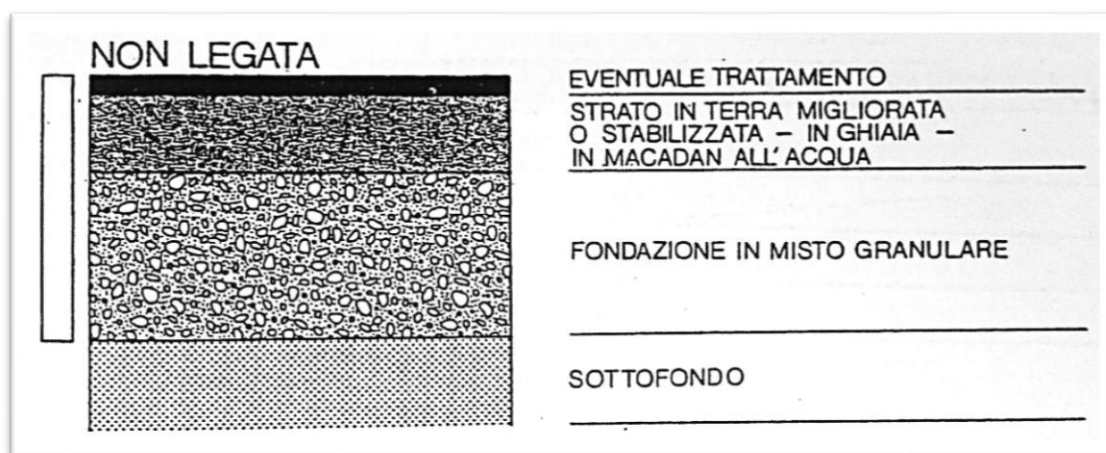 NON LEGATA
EVENTUALE TRATTAMENTO
STRATO IN TERRA MIGLIORATA
O STABILIZZATA – IN GHIAIA –
IN MACADAN ALL'ACQUA
FONDAZIONE IN MISTO GRANULARE
SOTTOFONDO